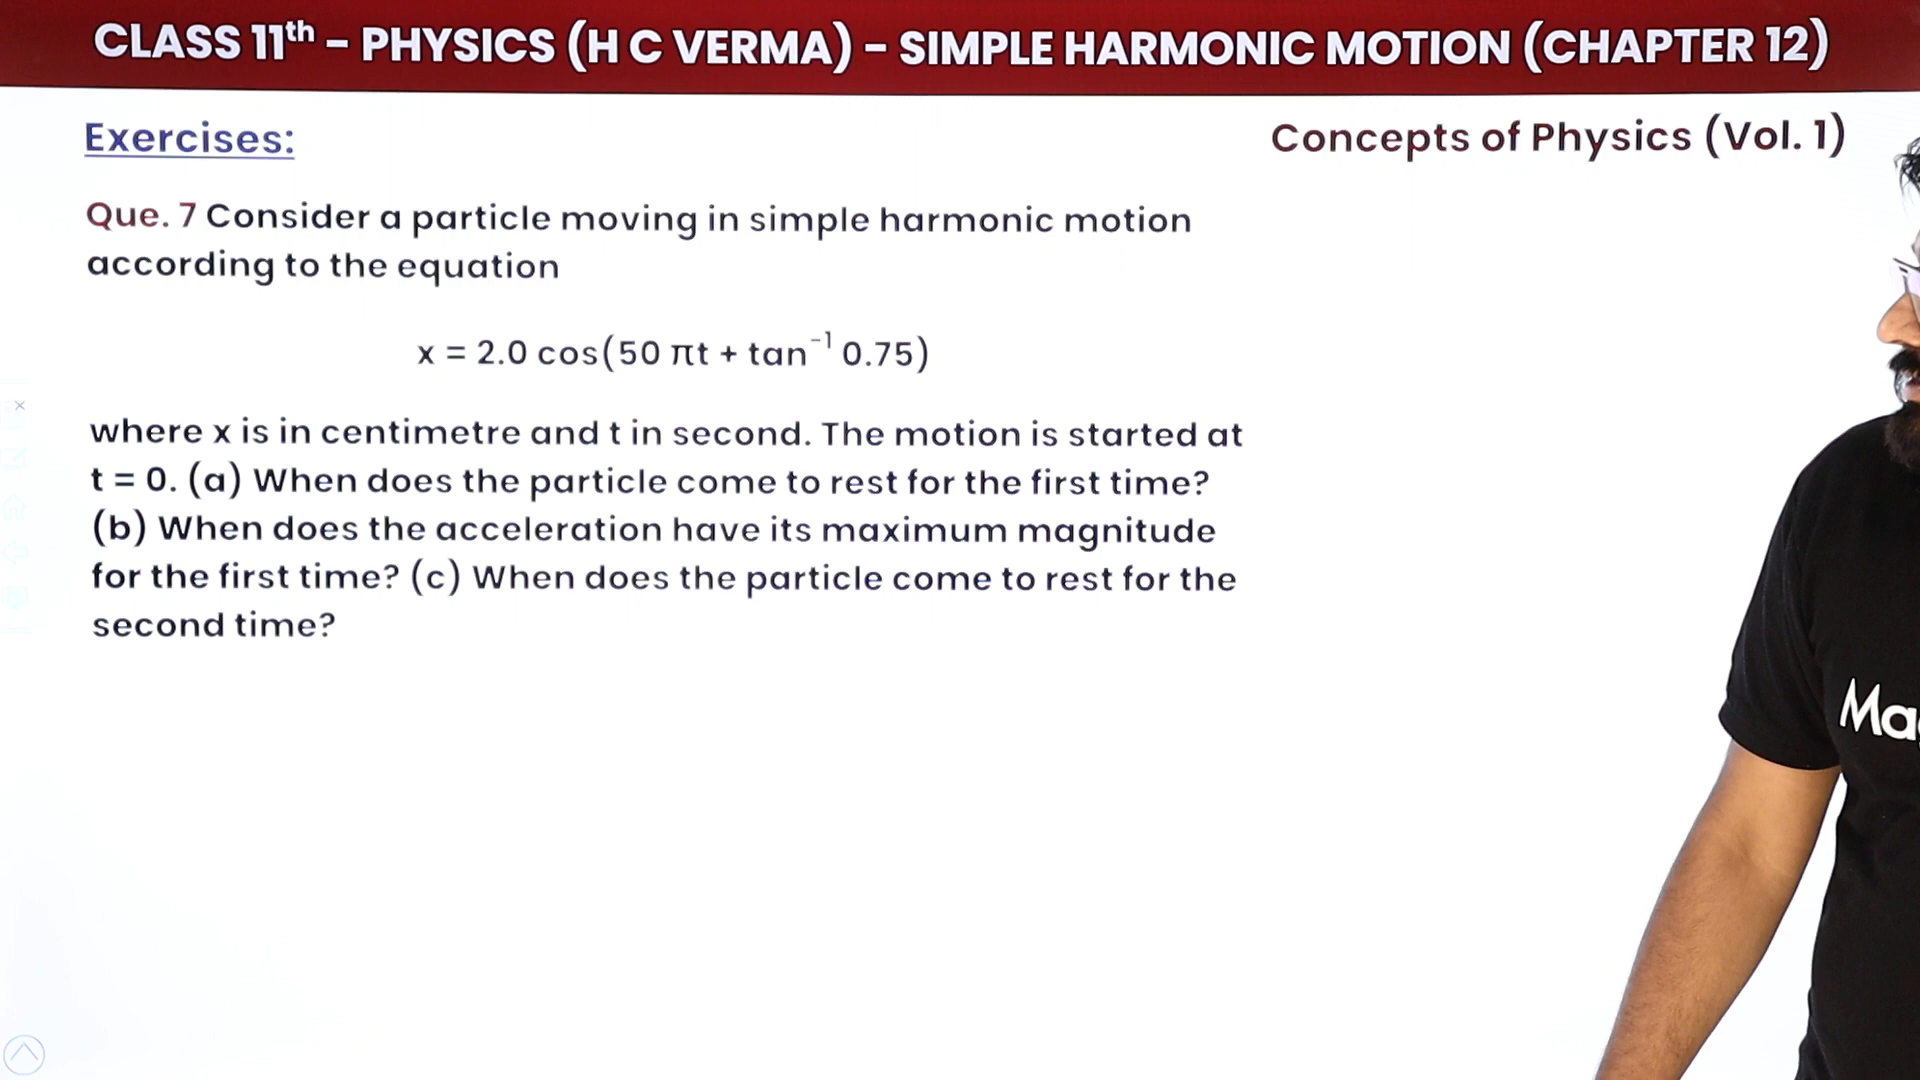 CLASS 11th - PHYSICS (H C VERMA) - SIMPLE HARMONIC MOTION (CHAPTER 12)
Exercises:
Concepts of Physics (Vol. 1)
Que. 7 Consider a particle moving in simple harmonic motion
according to the equation
x = 2.0 cos(50 πt + tan⁻¹ 0.75)
where x is in centimetre and t in second. The motion is started at
t = 0. (a) When does the particle come to rest for the first time?
(b) When does the acceleration have its maximum magnitude
for the first time? (c) When does the particle come to rest for the
second time?